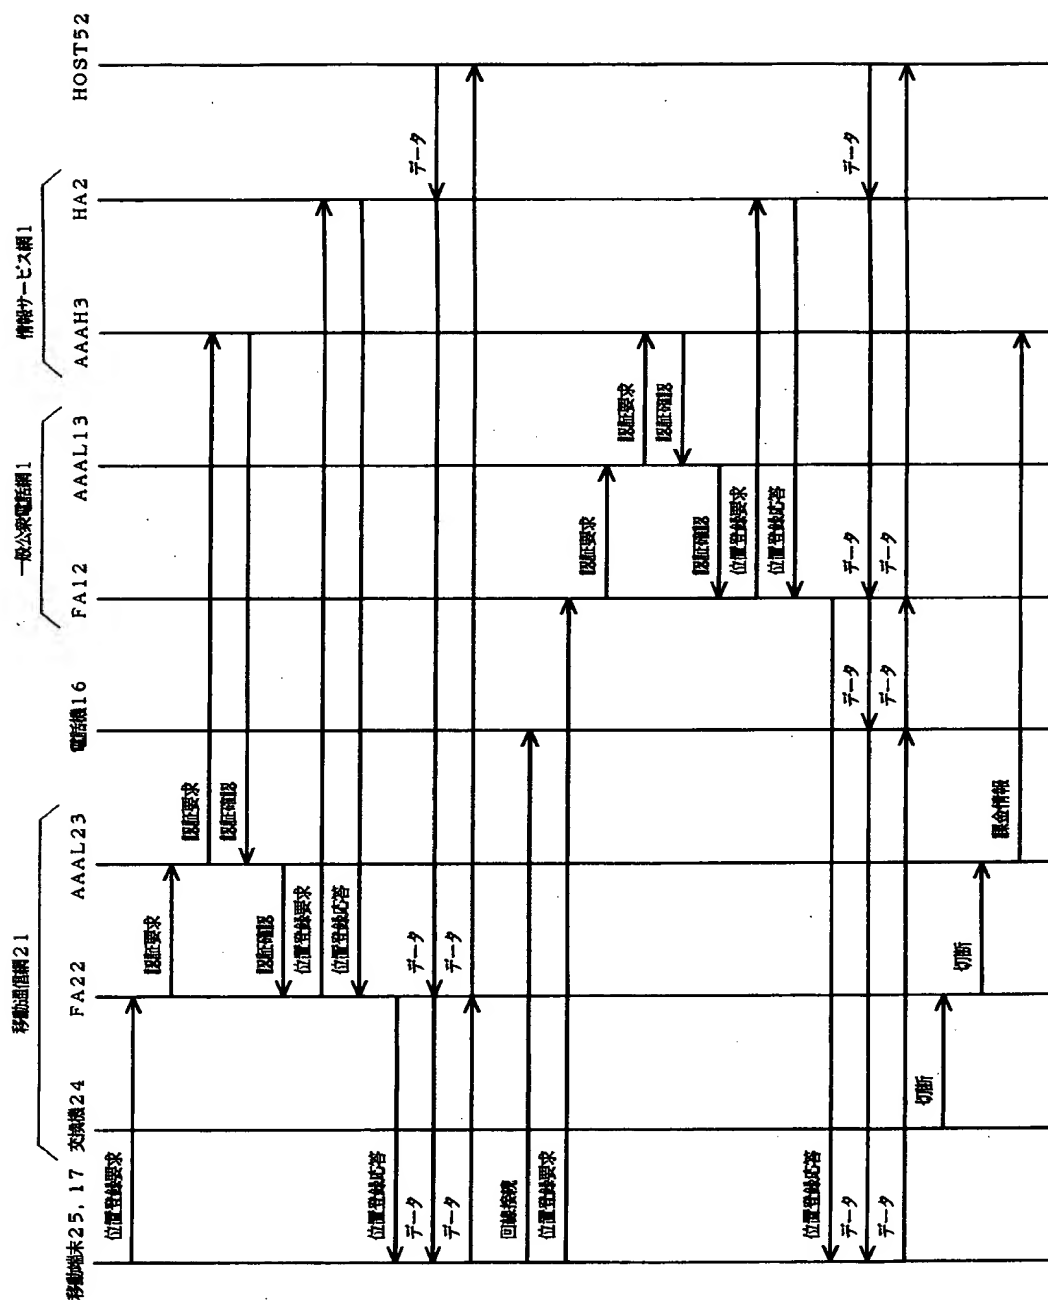 移動通信網21
一般公衆電話網1
情報サービス網1
移動端末25, 17
交換機24
FA22
AAAL23
電話機16
FA12
AAAL13
AAAH3
HA2
HOST52
位置登録要求
認証要求
認証要求
認証確認
認証確認
位置登録要求
位置登録応答
位置登録応答
データ
データ
データ
データ
データ
回線接続
位置登録要求
認証要求
認証要求
認証確認
認証確認
位置登録要求
位置登録応答
位置登録応答
データ
データ
データ
データ
データ
データ
データ
切断
切断
課金情報